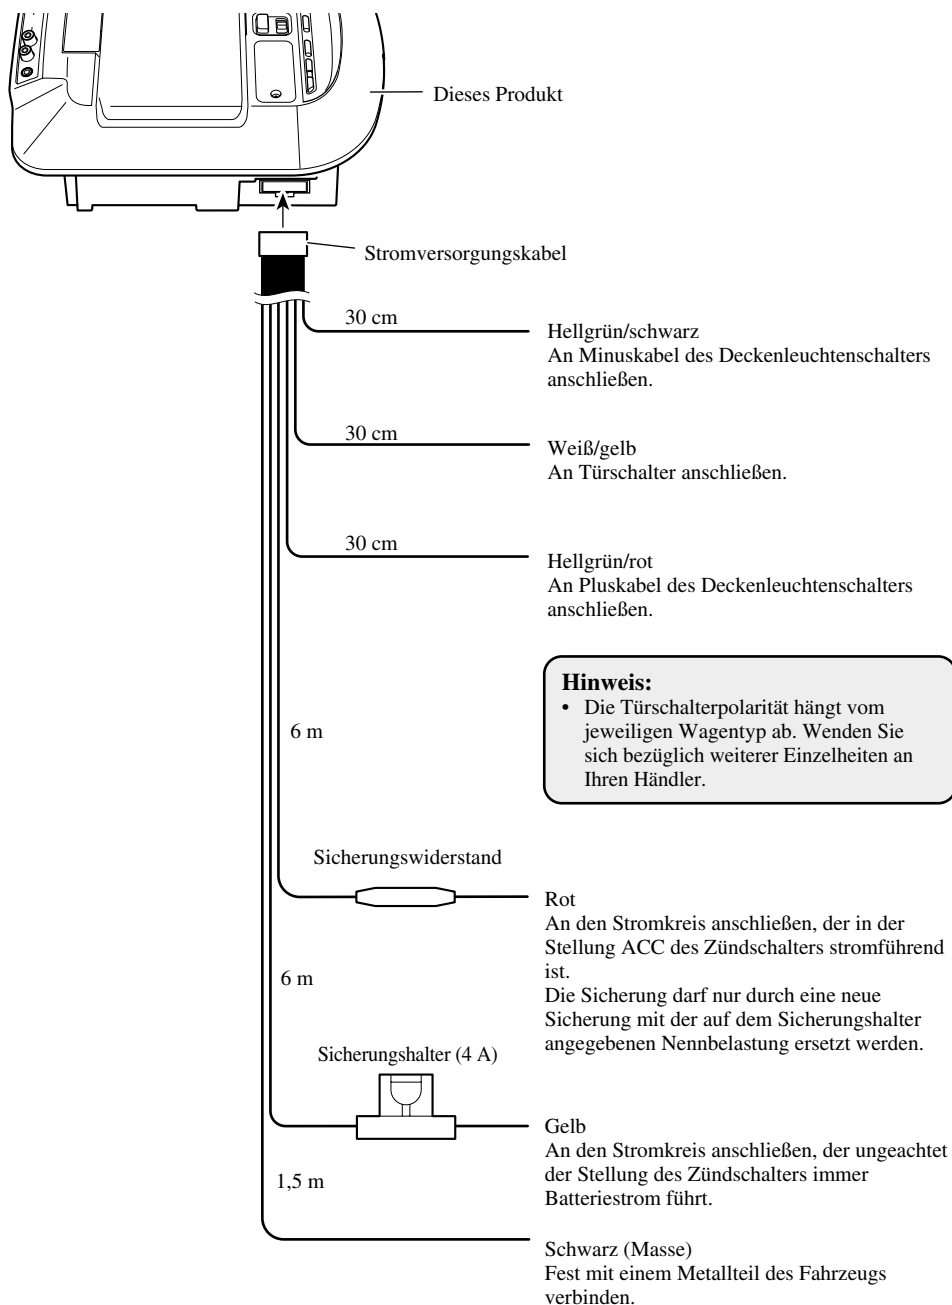 Dieses Produkt
Stromversorgungskabel
30 cm
Hellgrün/schwarz
An Minuskabel des Deckenleuchtenschalters
anschließen.
30 cm
Weiß/gelb
An Türschalter anschließen.
30 cm
Hellgrün/rot
An Pluskabel des Deckenleuchtenschalters
anschließen.
Hinweis:
• Die Türschalterpolarität hängt vom
jeweiligen Wagentyp ab. Wenden Sie
sich bezüglich weiterer Einzelheiten an
Ihren Händler.
6 m
Sicherungswiderstand
Rot
An den Stromkreis anschließen, der in der
Stellung ACC des Zündschalters stromführend
ist.
Die Sicherung darf nur durch eine neue
Sicherung mit der auf dem Sicherungshalter
angegebenen Nennbelastung ersetzt werden.
6 m
Sicherungshalter (4 A)
Gelb
An den Stromkreis anschließen, der ungeachtet
der Stellung des Zündschalters immer
Batteriestrom führt.
1,5 m
Schwarz (Masse)
Fest mit einem Metallteil des Fahrzeugs
verbinden.